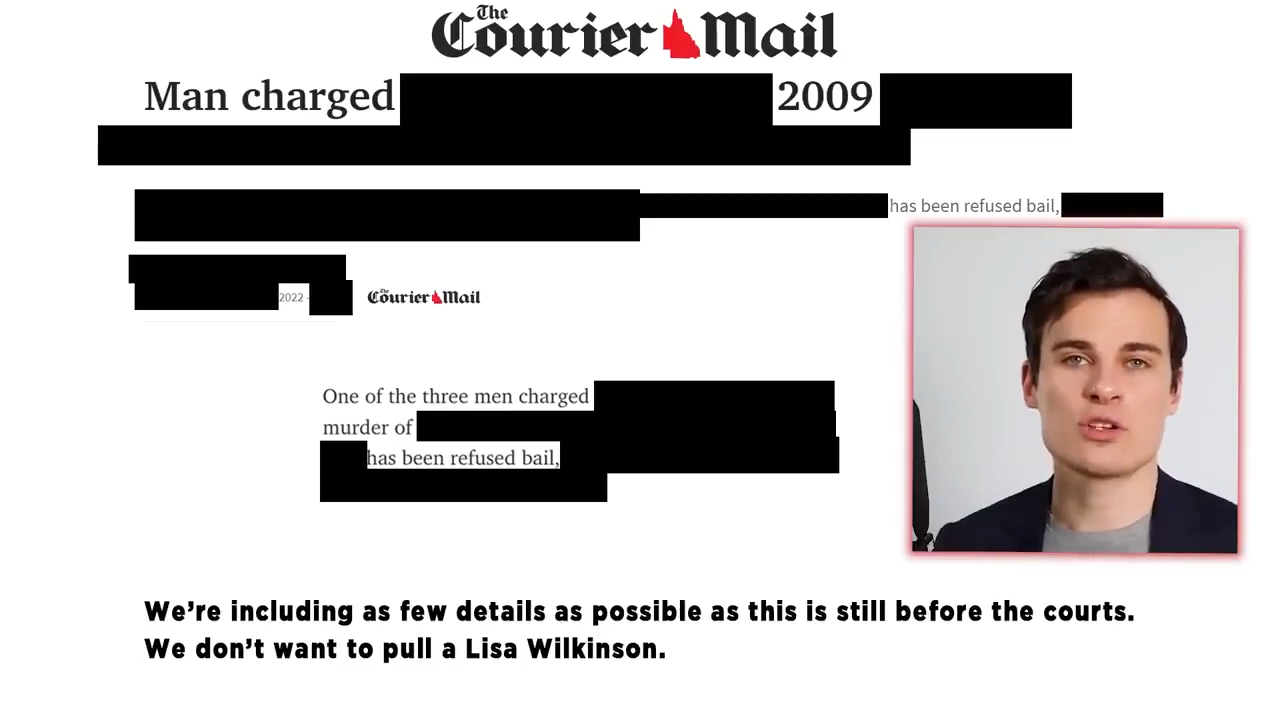 The Courier Mail
Man charged 2009
has been refused bail,
2022 -
The Courier Mail
One of the three men charged
murder of
has been refused bail,
We’re including as few details as possible as this is still before the courts.
We don’t want to pull a Lisa Wilkinson.